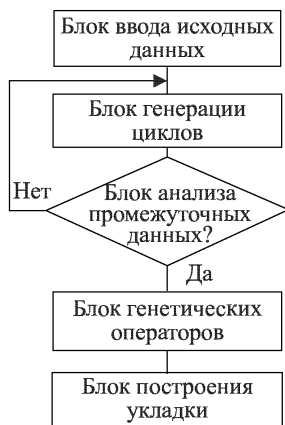 Блок ввода исходных
данных
Блок генерации
циклов
Нет
Блок анализа
промежуточных
данных?
Да
Блок генетических
операторов
Блок построения
укладки